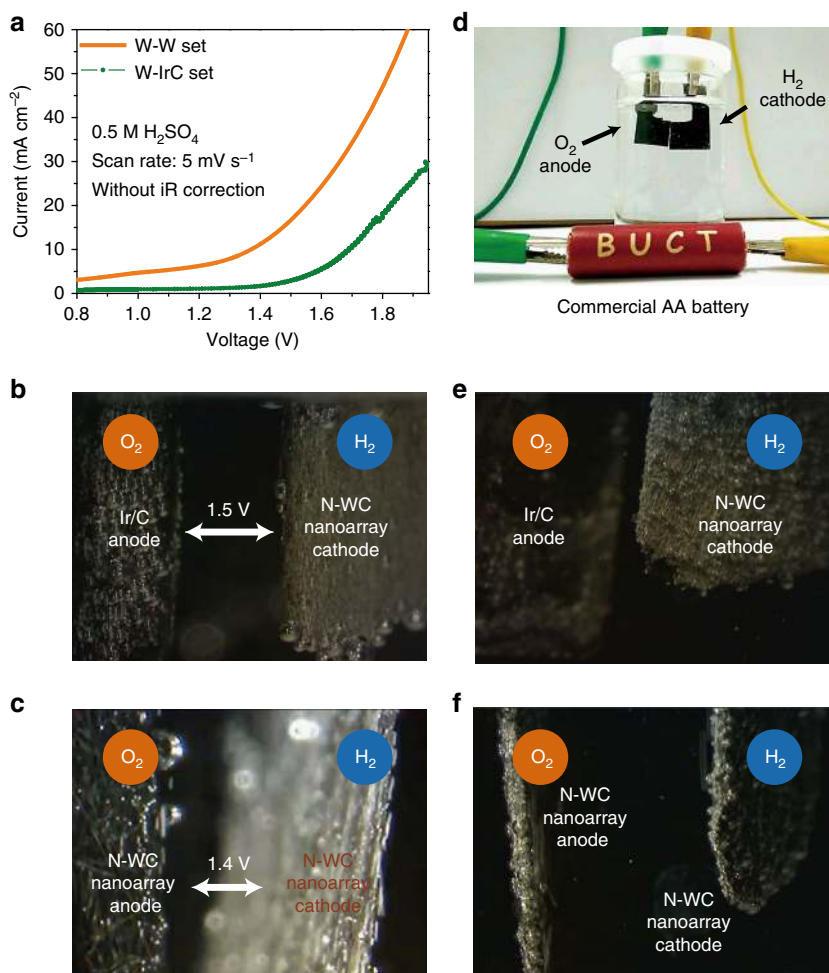 a
60
50
40
30
20
10
0
Current (mA cm⁻²)
W-W set
W-IrC set
0.5 M H₂SO₄
Scan rate: 5 mV s⁻¹
Without iR correction
0.8
1.0
1.2
1.4
1.6
1.8
Voltage (V)
d
O₂
anode
H₂
cathode
BUCT
Commercial AA battery
b
O₂
H₂
Ir/C
anode
1.5 V
N-WC
nanoarray
cathode
e
O₂
H₂
Ir/C
anode
N-WC
nanoarray
cathode
c
O₂
H₂
N-WC
nanoarray
anode
1.4 V
N-WC
nanoarray
cathode
f
O₂
H₂
N-WC
nanoarray
anode
N-WC
nanoarray
cathode